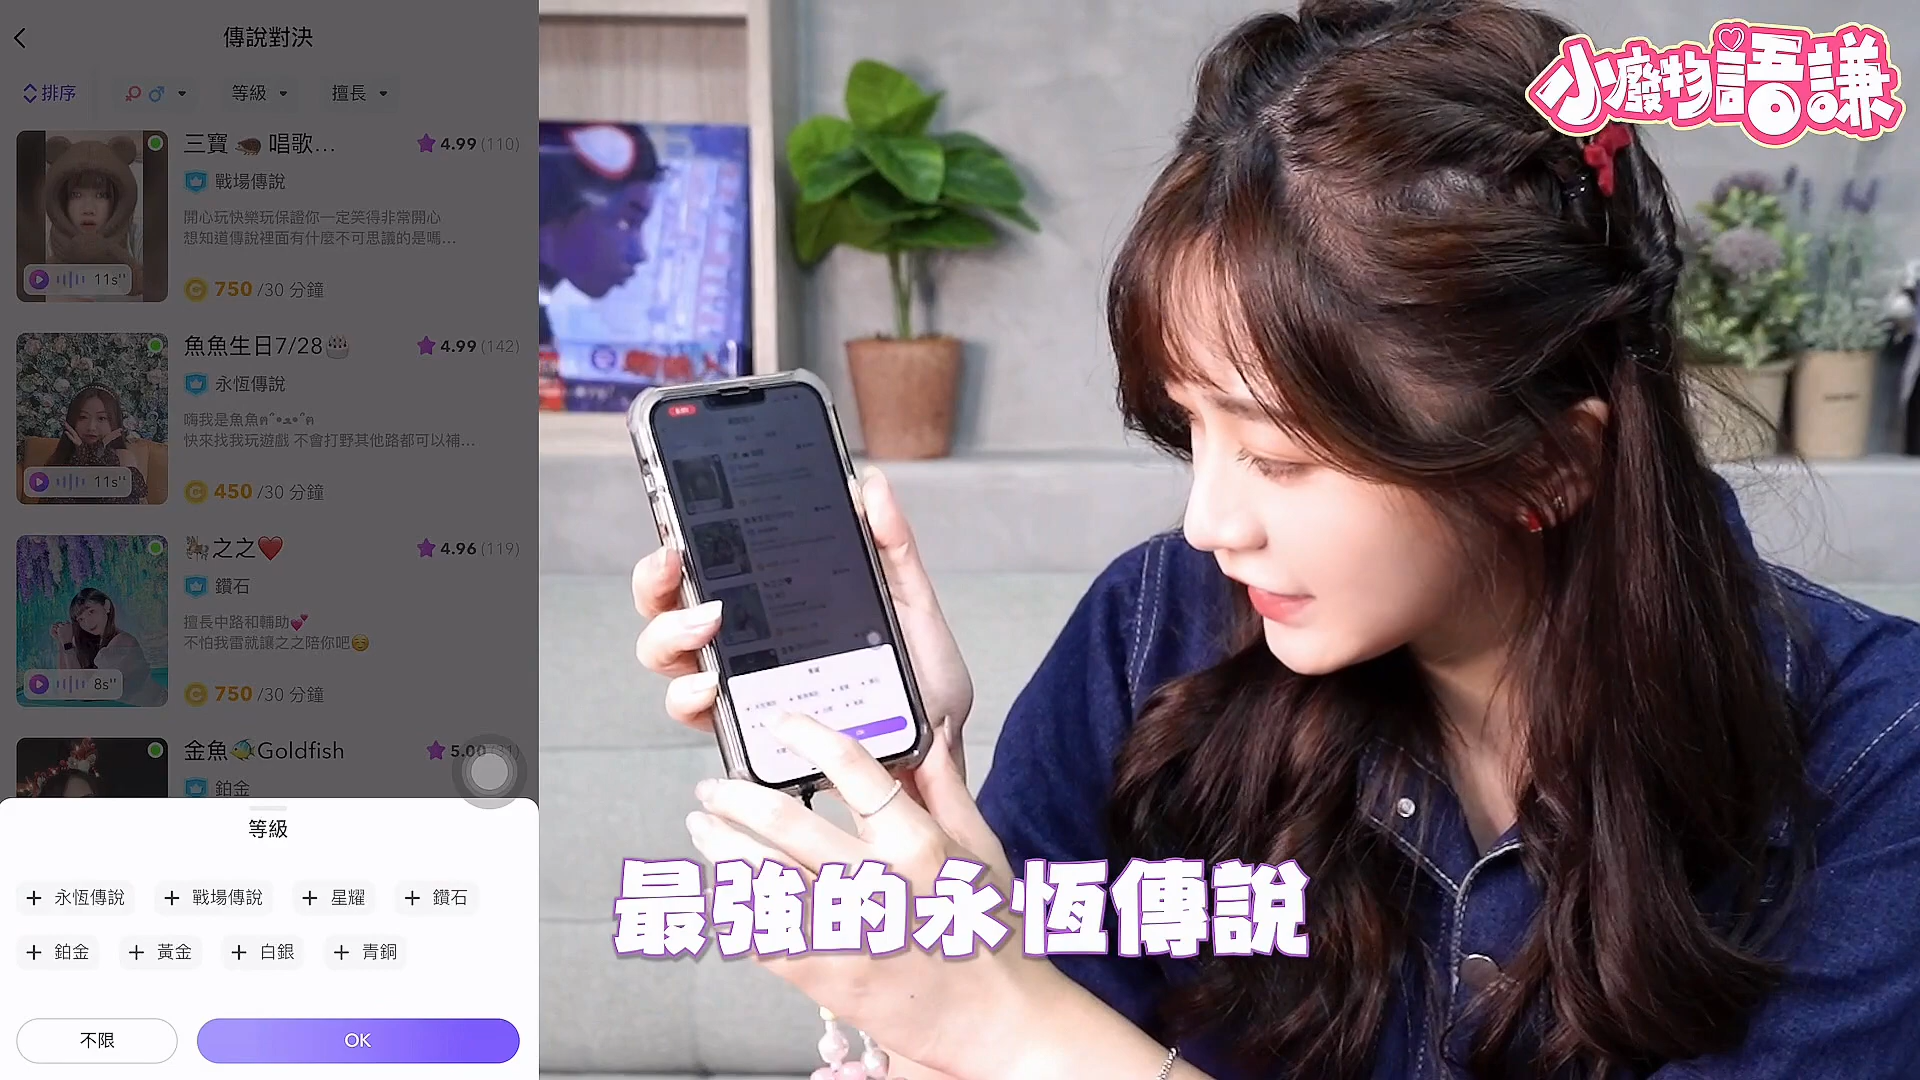 傳說對決
排序
等級
擅長
三寶🦔 唱歌...
4.99(110)
戰場傳說
開心玩快樂玩保證你一定笑得非常開心
想知道傳說裡面有什麼不可思議的是嗎...
11s''
750 /30 分鐘
魚魚生日7/28🎂
4.99(142)
永恆傳說
嗨我是魚魚
快來找我玩遊戲 不會打野其他路都可以補...
11s''
450 /30 分鐘
🎠之之❤️
4.96(119)
鑽石
擅長中路和輔助💕
不怕我雷就讓之之陪你吧☺️
8s''
750 /30 分鐘
金魚🐠Goldfish
5.00
鉑金
等級
+ 永恆傳說
+ 戰場傳說
+ 星耀
+ 鑽石
+ 鉑金
+ 黃金
+ 白銀
+ 青銅
不限
OK
小廢物語謙
最強的永恆傳說